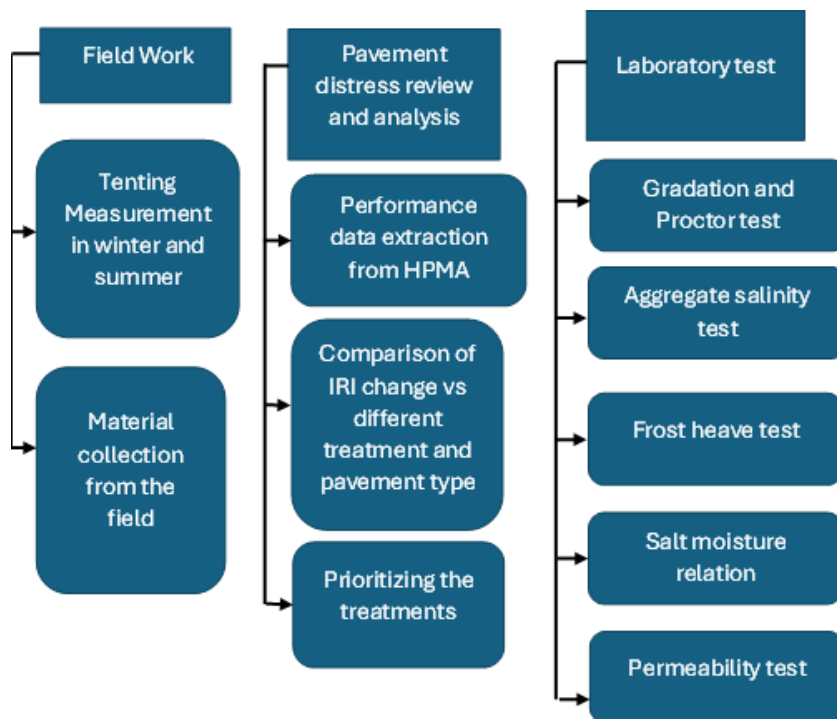 Field Work
Tenting
Measurement
in winter and
summer
Material
collection
from the
field
Pavement
distress review
and analysis
Performance
data extraction
from HPMA
Comparison of
IRI change vs
different
treatment and
pavement type
Prioritizing the
treatments
Laboratory test
Gradation and
Proctor test
Aggregate salinity
test
Frost heave test
Salt moisture
relation
Permeability test